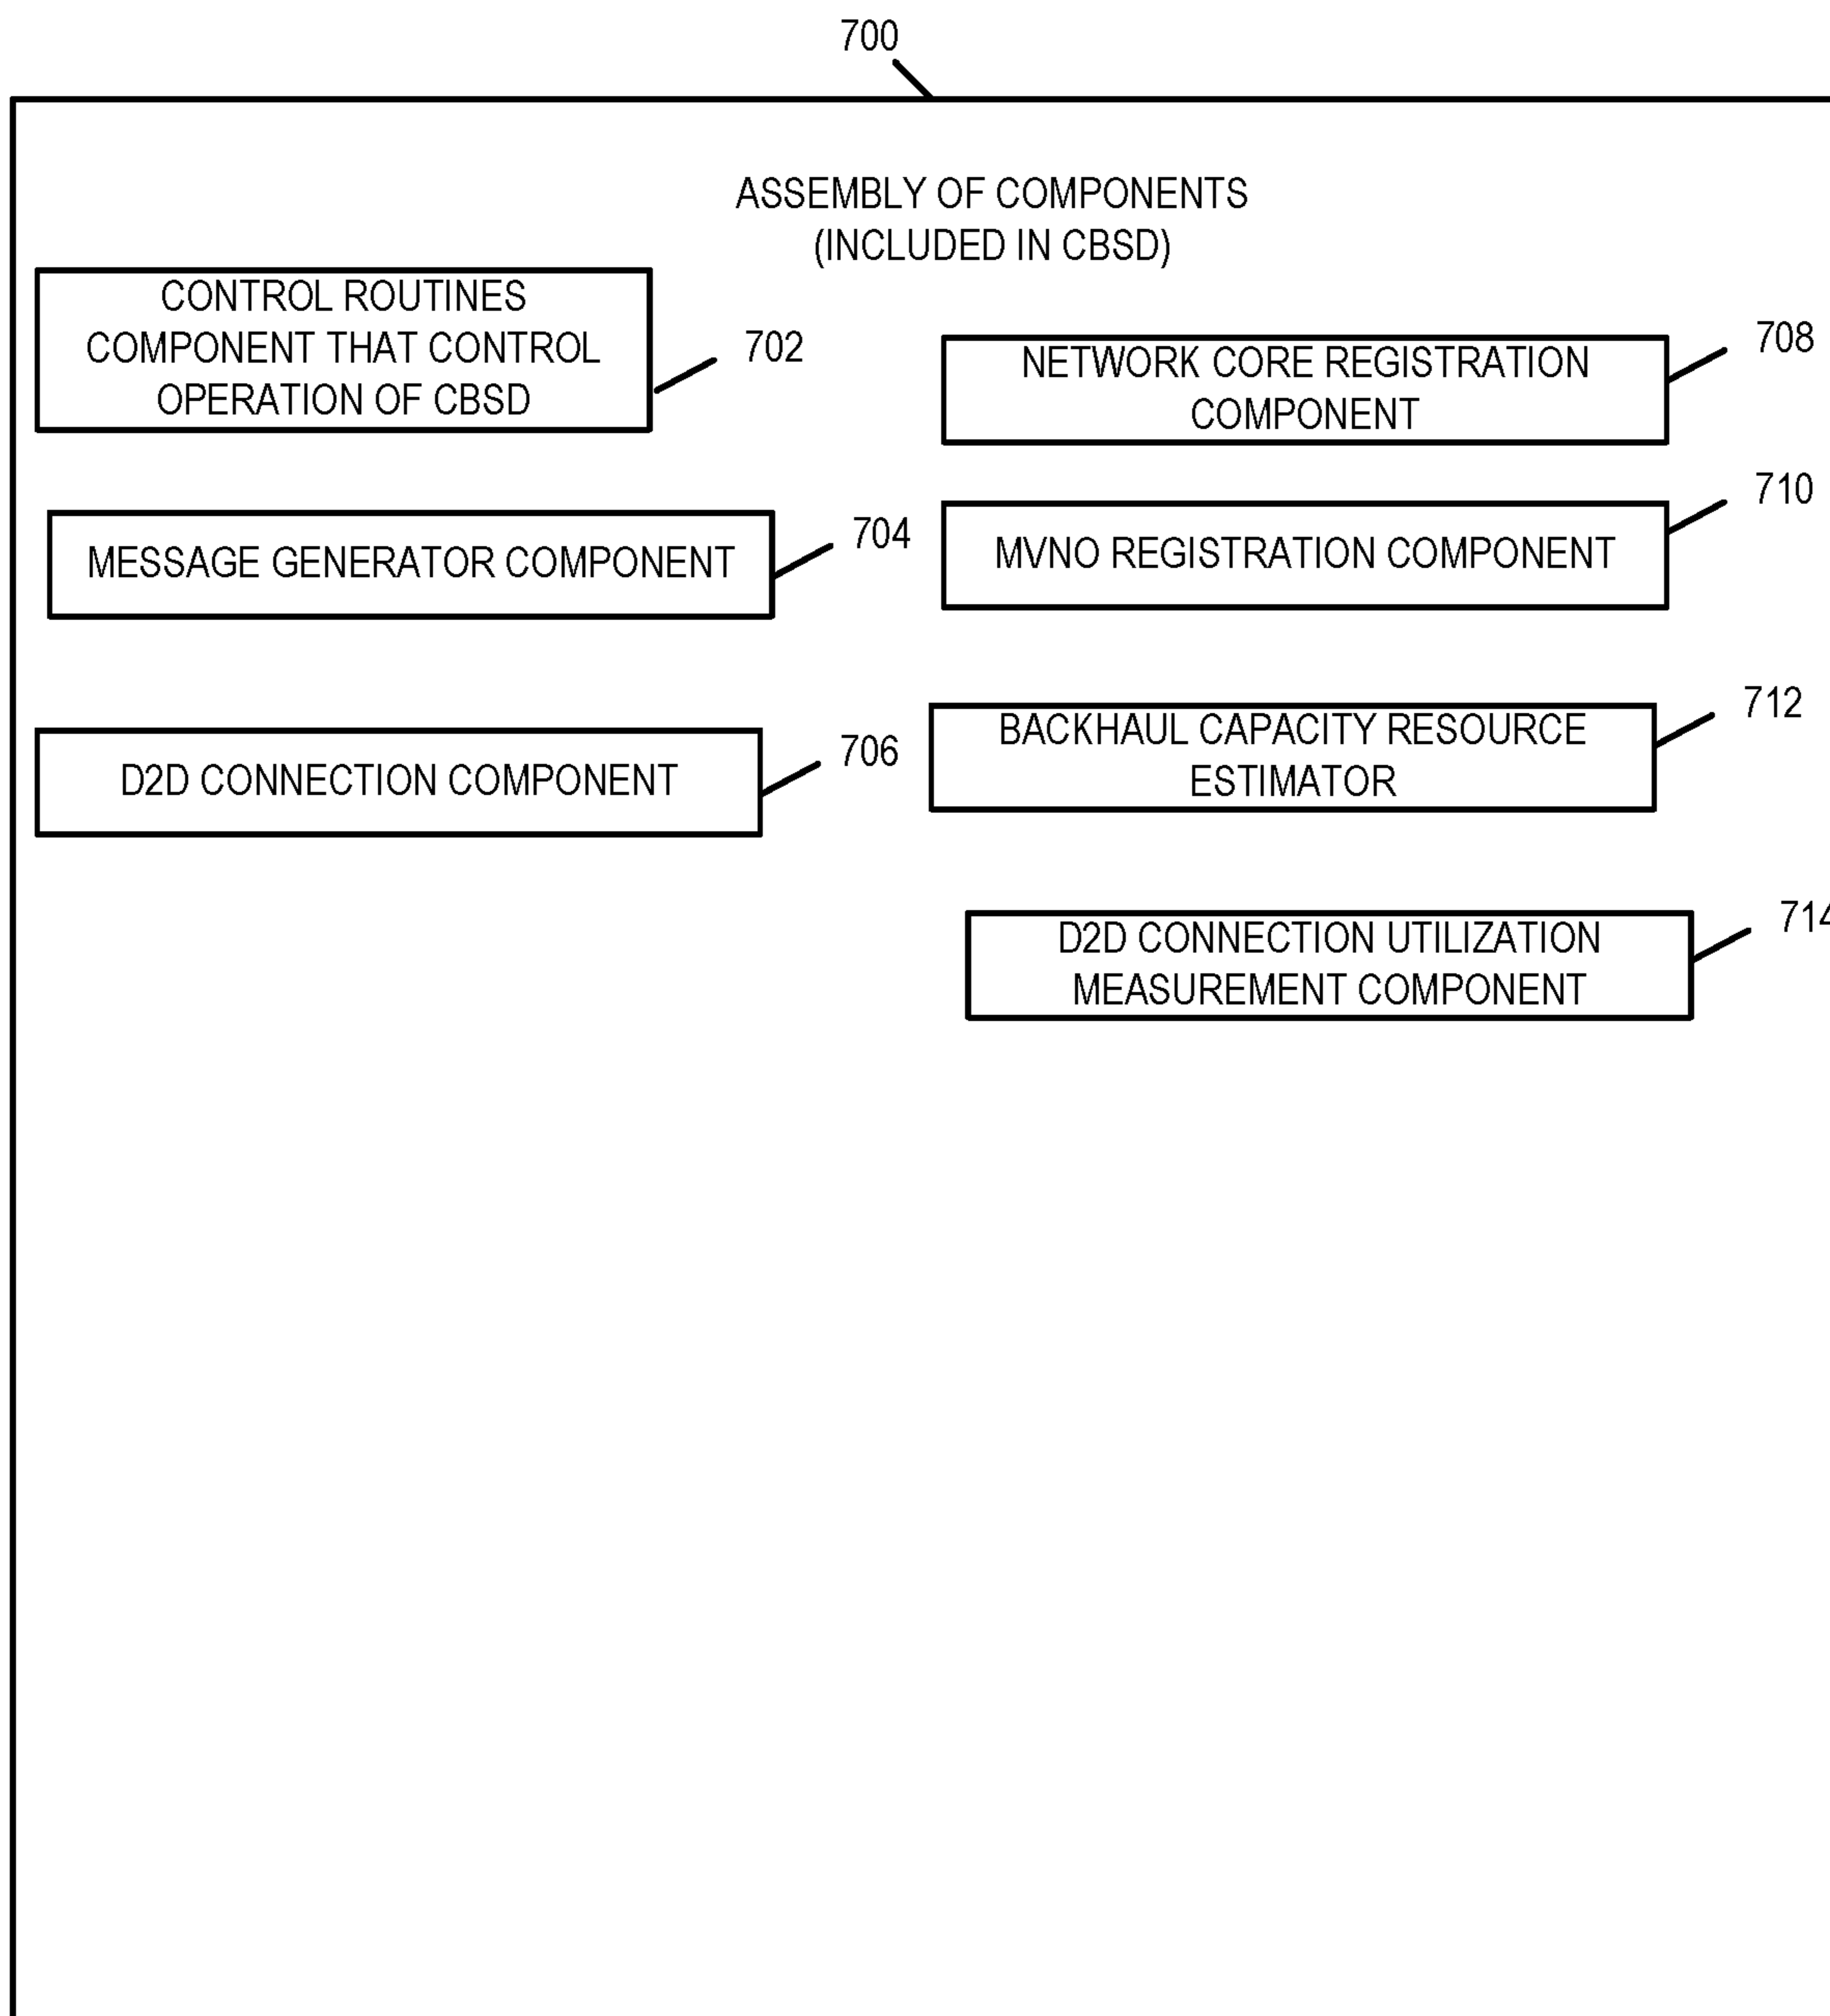 700
ASSEMBLY OF COMPONENTS
(INCLUDED IN CBSD)
CONTROL ROUTINES
COMPONENT THAT CONTROL
OPERATION OF CBSD
702
MESSAGE GENERATOR COMPONENT
704
D2D CONNECTION COMPONENT
706
NETWORK CORE REGISTRATION
COMPONENT
708
MVNO REGISTRATION COMPONENT
710
BACKHAUL CAPACITY RESOURCE
ESTIMATOR
712
D2D CONNECTION UTILIZATION
MEASUREMENT COMPONENT
714